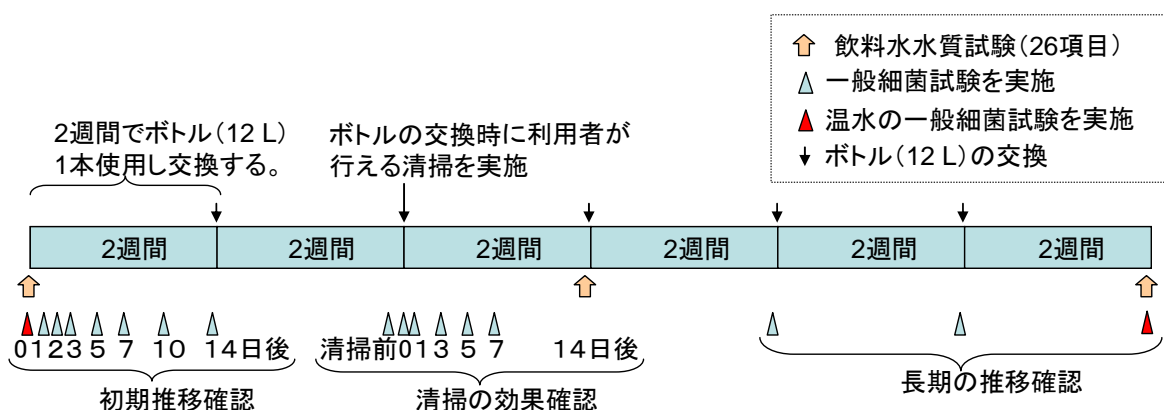 飲料水水質試験(26項目)
一般細菌試験を実施
温水の一般細菌試験を実施
ボトル(12 L)の交換
2週間でボトル(12 L)
1本使用し交換する。
ボトルの交換時に利用者が
行える清掃を実施
2週間 2週間 2週間 2週間 2週間 2週間
0 1 2 3 5 7 10 14日後
清掃前 0 1 3 5 7 14日後
初期推移確認
清掃の効果確認
長期の推移確認